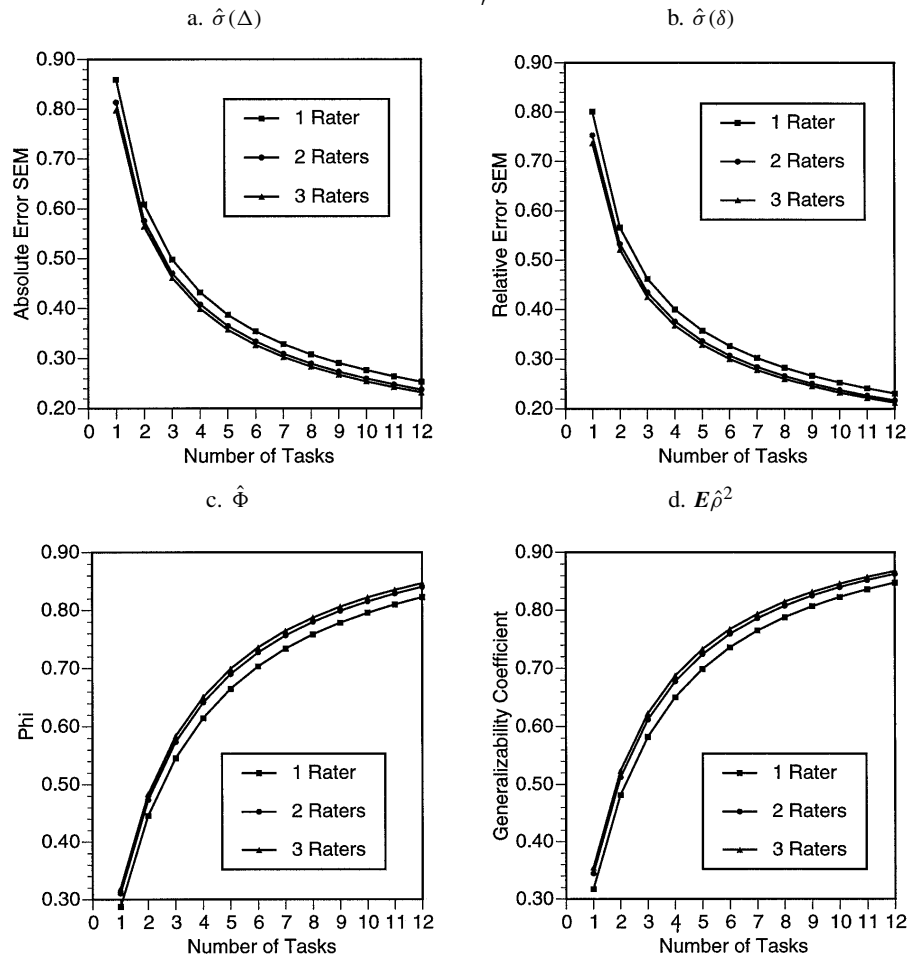 a. σ̂(Δ)
b. σ̂(δ)
0.90
0.80
0.70
0.60
0.50
0.40
0.30
0.20
Absolute Error SEM
1 Rater
2 Raters
3 Raters
0 1 2 3 4 5 6 7 8 9 10 11 12
Number of Tasks
0.90
0.80
0.70
0.60
0.50
0.40
0.30
0.20
Relative Error SEM
1 Rater
2 Raters
3 Raters
0 1 2 3 4 5 6 7 8 9 10 11 12
Number of Tasks
c. Φ̂
d. Eρ̂²
0.90
0.80
0.70
0.60
0.50
0.40
0.30
Phi
1 Rater
2 Raters
3 Raters
0 1 2 3 4 5 6 7 8 9 10 11 12
Number of Tasks
0.90
0.80
0.70
0.60
0.50
0.40
0.30
Generalizability Coefficient
1 Rater
2 Raters
3 Raters
0 1 2 3 4 5 6 7 8 9 10 11 12
Number of Tasks